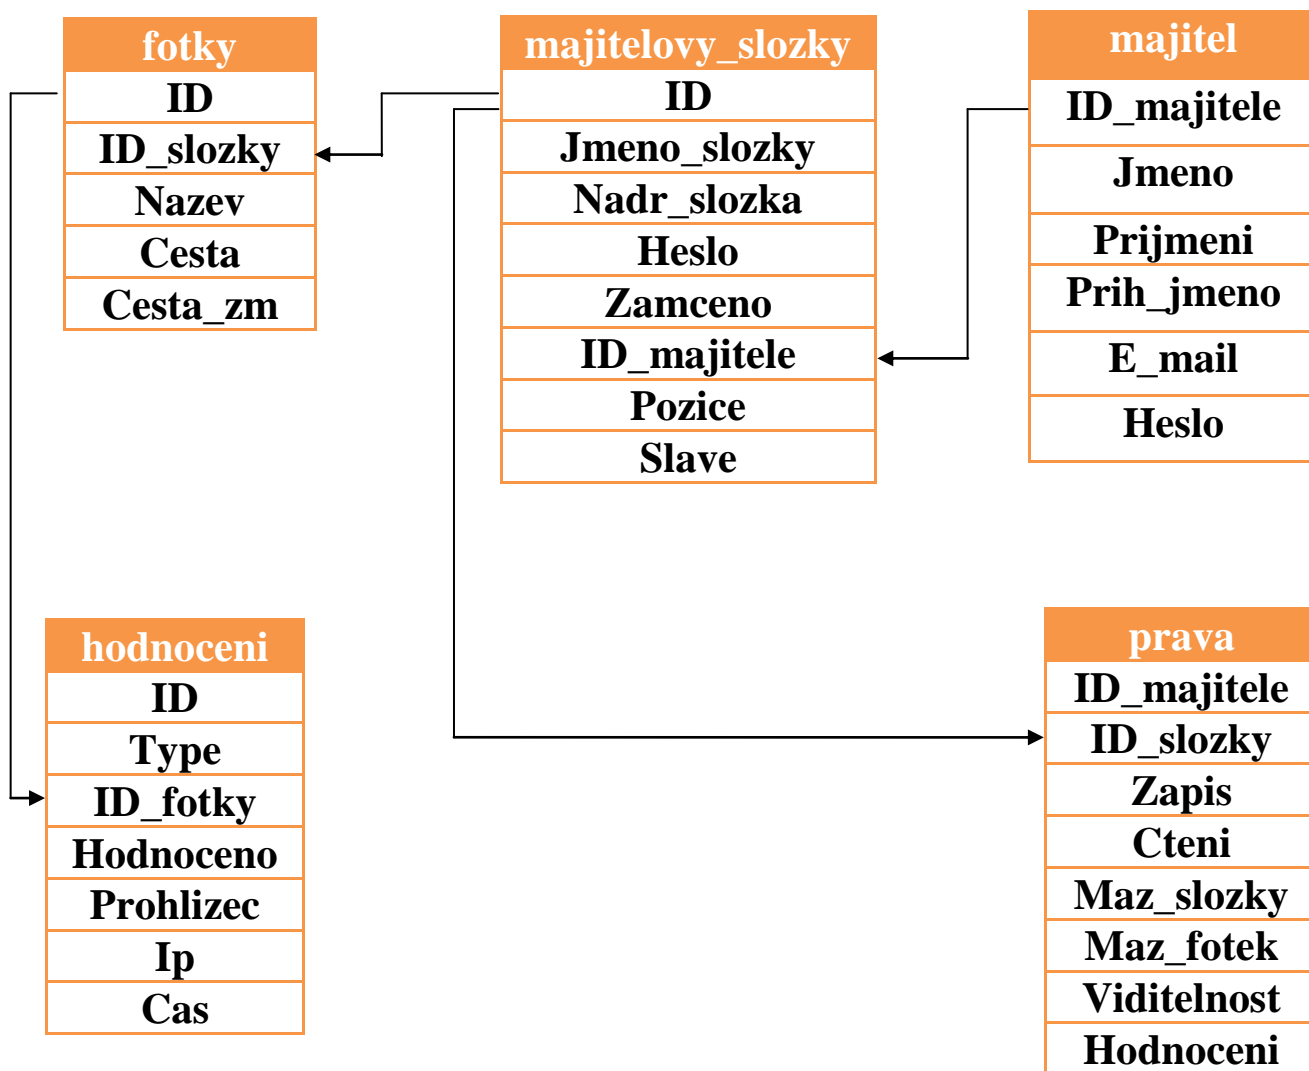 fotky
ID
ID_slozky
Nazev
Cesta
Cesta_zm
majitelovy_slozky
ID
Jmeno_slozky
Nadr_slozka
Heslo
Zamceno
ID_majitele
Pozice
Slave
majitel
ID_majitele
Jmeno
Prijmeni
Prih_jmeno
E_mail
Heslo
hodnoceni
ID
Type
ID_fotky
Hodnoceno
Prohlizec
Ip
Cas
prava
ID_majitele
ID_slozky
Zapis
Cteni
Maz_slozky
Maz_fotek
Viditelnost
Hodnoceni